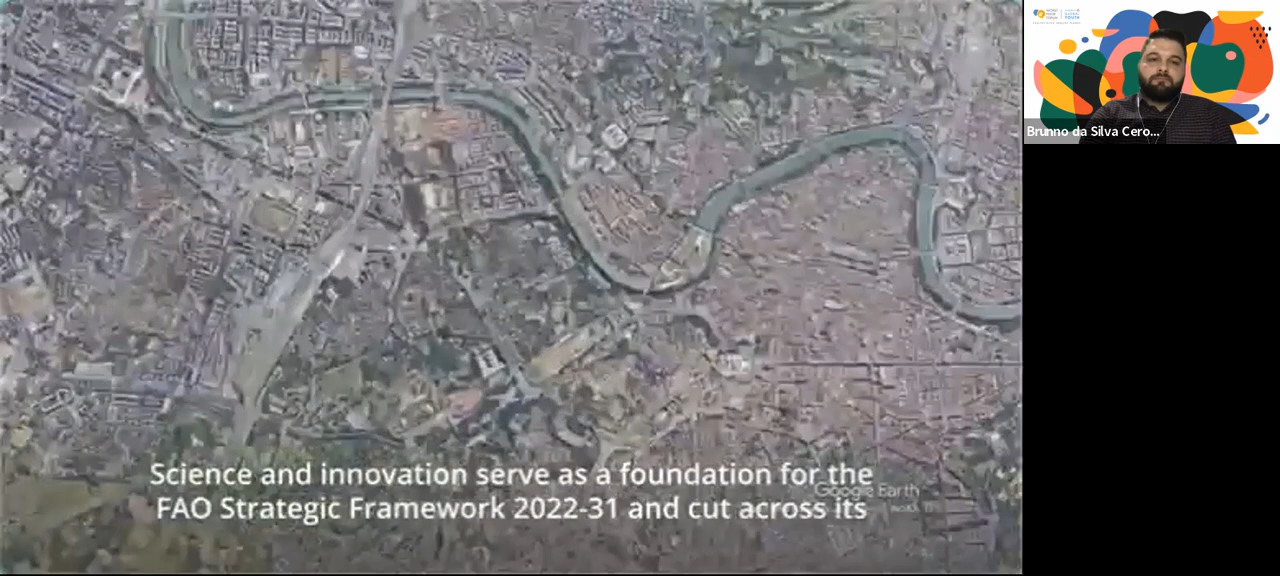 Brunno da Silva Cero...
Science and innovation serve as a foundation for the
FAO Strategic Framework 2022-31 and cut across its
Google Earth